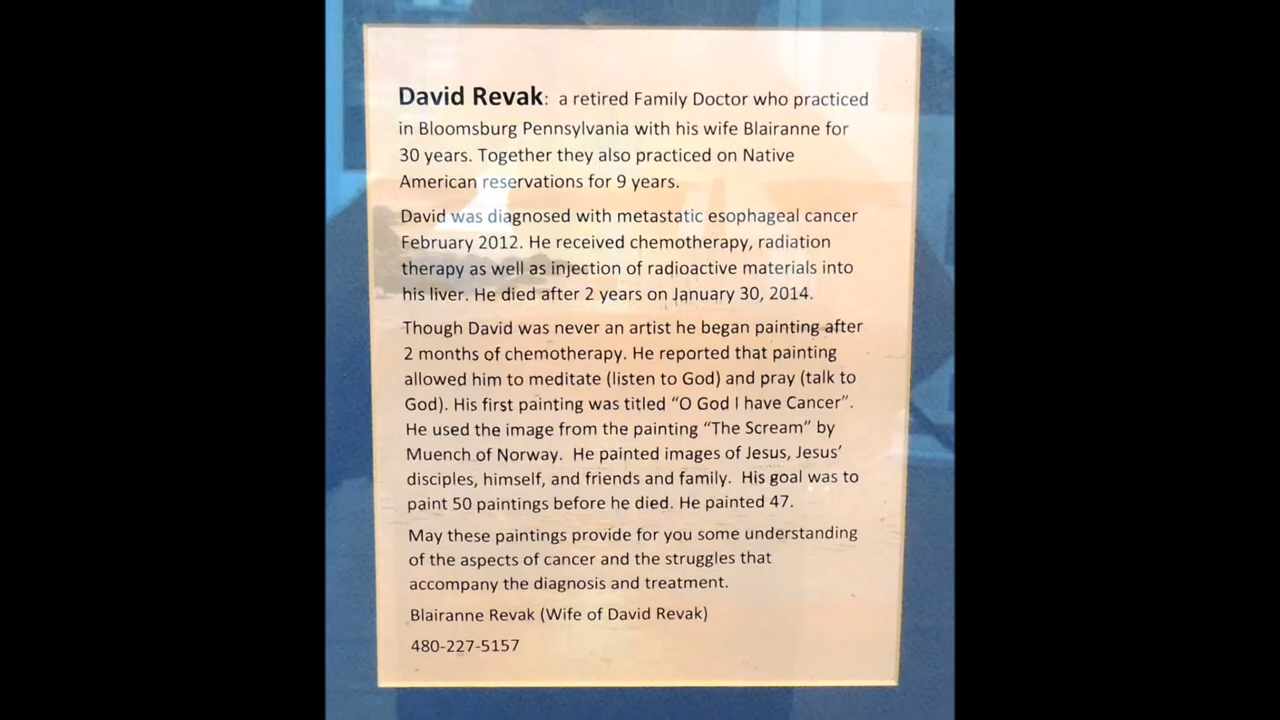 David Revak: a retired Family Doctor who practiced
in Bloomsburg Pennsylvania with his wife Blairanne for
30 years. Together they also practiced on Native
American reservations for 9 years.
David was diagnosed with metastatic esophageal cancer
February 2012. He received chemotherapy, radiation
therapy as well as injection of radioactive materials into
his liver. He died after 2 years on January 30, 2014.
Though David was never an artist he began painting after
2 months of chemotherapy. He reported that painting
allowed him to meditate (listen to God) and pray (talk to
God). His first painting was titled “O God I have Cancer”.
He used the image from the painting “The Scream” by
Muench of Norway. He painted images of Jesus, Jesus’
disciples, himself, and friends and family. His goal was to
paint 50 paintings before he died. He painted 47.
May these paintings provide for you some understanding
of the aspects of cancer and the struggles that
accompany the diagnosis and treatment.
Blairanne Revak (Wife of David Revak)
480-227-5157